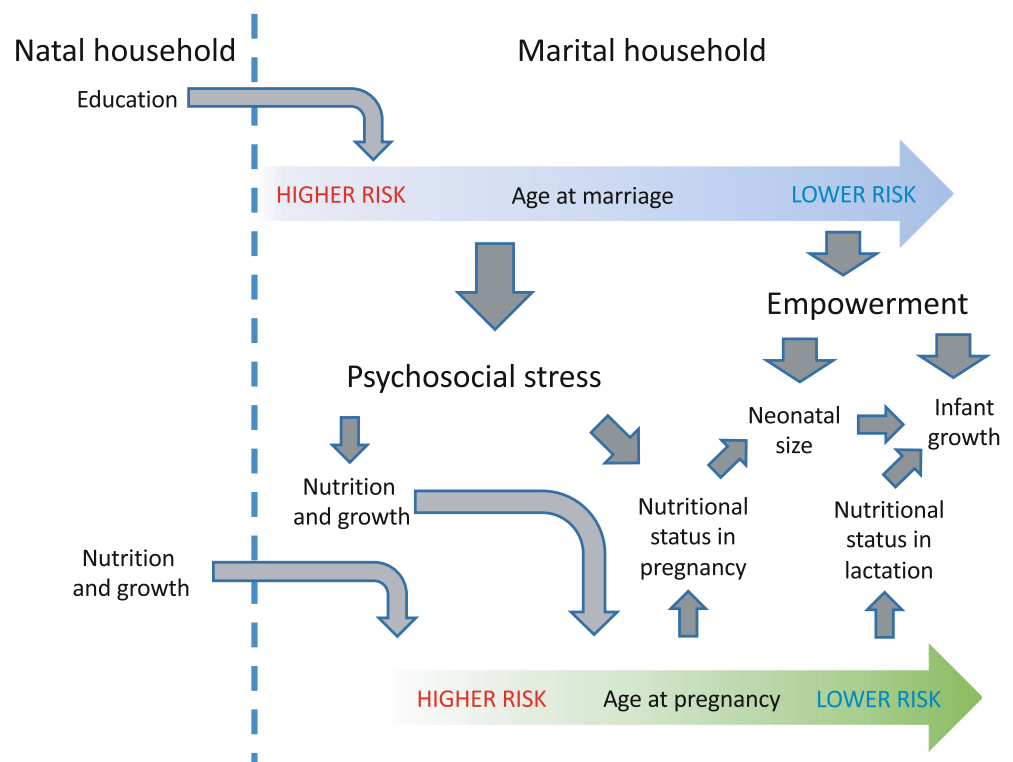 Natal household
Marital household
Education
HIGHER RISK
Age at marriage
LOWER RISK
Empowerment
Psychosocial stress
Neonatal
size
Infant
growth
Nutrition
and growth
Nutritional
status in
pregnancy
Nutritional
status in
lactation
Nutrition
and growth
HIGHER RISK
Age at pregnancy
LOWER RISK